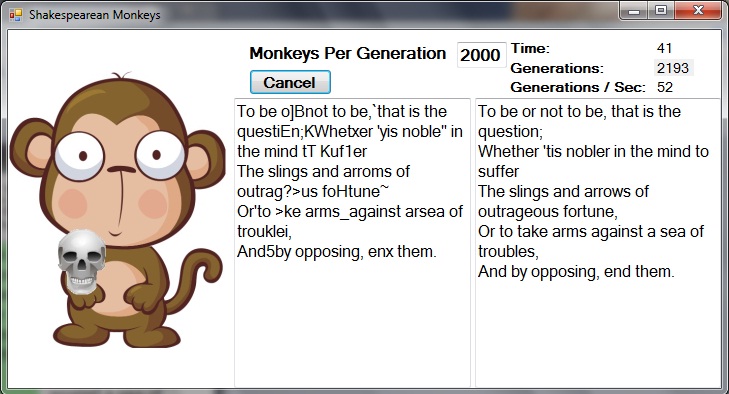 Shakespearean Monkeys
Monkeys Per Generation 2000
Cancel
Time: 41
Generations: 2193
Generations / Sec: 52
To be o]Bnot to be,`that is the
questiEn;KWhetxer 'yis noble" in
the mind tT Kuf1er
The slings and arroms of
outrag?>us foHtune~
Or'to >ke arms_against arsea of
trouklei,
And5by opposing, enx them.
To be or not to be, that is the
question;
Whether 'tis nobler in the mind to
suffer
The slings and arrows of
outrageous fortune,
Or to take arms against a sea of
troubles,
And by opposing, end them.